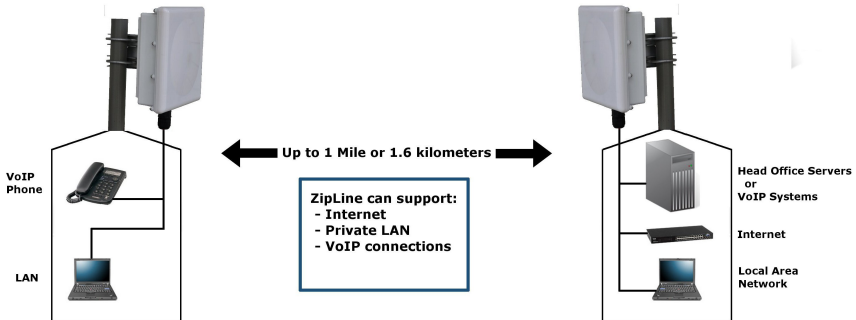 VoIP
Phone
LAN
Up to 1 Mile or 1.6 kilometers
ZipLine can support:
- Internet
- Private LAN
- VoIP connections
Head Office Servers
or
VoIP Systems
Internet
Local Area
Network